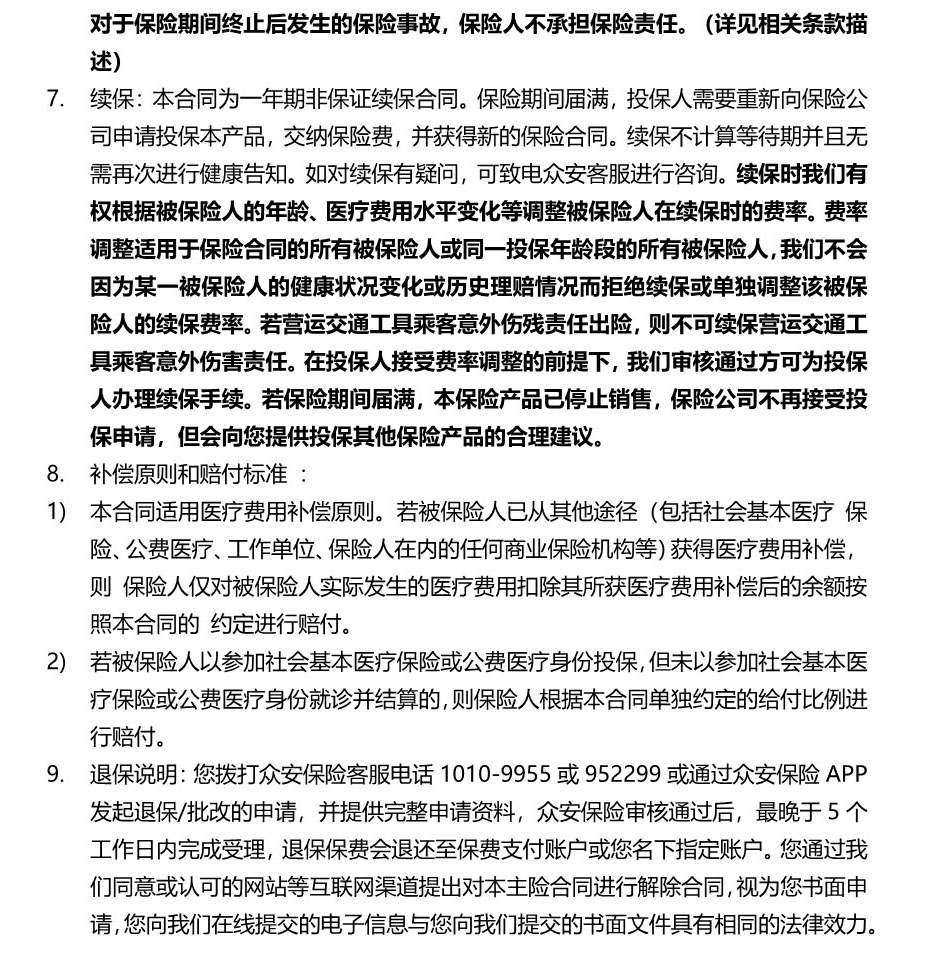 对于保险期间终止后发生的保险事故，保险人不承担保险责任。（详见相关条款描
述）
7. 续保：本合同为一年期非保证续保合同。保险期间届满，投保人需要重新向保险公
司申请投保本产品，交纳保险费，并获得新的保险合同。续保不计算等待期并且无
需再次进行健康告知。如对续保有疑问，可致电众安客服进行咨询。续保时我们有
权根据被保险人的年龄、医疗费用水平变化等调整被保险人在续保时的费率。费率
调整适用于保险合同的所有被保险人或同一投保年龄段的所有被保险人，我们不会
因为某一被保险人的健康状况变化或历史理赔情况而拒绝续保或单独调整该被保
险人的续保费率。若营运交通工具乘客意外伤残责任出险，则不可续保营运交通工
具乘客意外伤害责任。在投保人接受费率调整的前提下，我们审核通过方可为投保
人办理续保手续。若保险期间届满，本保险产品已停止销售，保险公司不再接受投
保申请，但会向您提供投保其他保险产品的合理建议。
8. 补偿原则和赔付标准 ：
1) 本合同适用医疗费用补偿原则。若被保险人已从其他途径（包括社会基本医疗 保
险、公费医疗、工作单位、保险人在内的任何商业保险机构等）获得医疗费用补偿，
则 保险人仅对被保险人实际发生的医疗费用扣除其所获医疗费用补偿后的余额按
照本合同的 约定进行赔付。
2) 若被保险人以参加社会基本医疗保险或公费医疗身份投保，但未以参加社会基本医
疗保险或公费医疗身份就诊并结算的，则保险人根据本合同单独约定的给付比例进
行赔付。
9. 退保说明：您拨打众安保险客服电话 1010-9955 或 952299 或通过众安保险 APP
发起退保/批改的申请，并提供完整申请资料，众安保险审核通过后，最晚于 5 个
工作日内完成受理，退保保费会退还至保费支付账户或您名下指定账户。您通过我
们同意或认可的网站等互联网渠道提出对本主险合同进行解除合同，视为您书面申
请，您向我们在线提交的电子信息与您向我们提交的书面文件具有相同的法律效力。